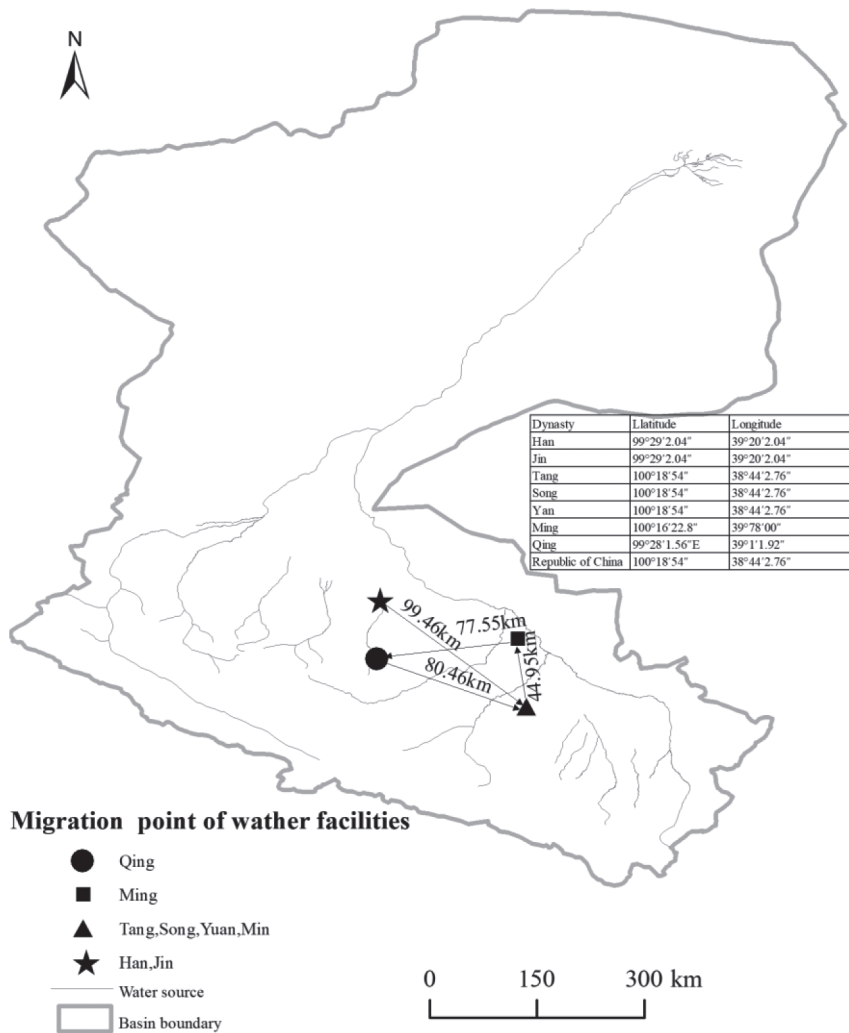 N
Dynasty Llatitude Longitude
Han 99°29′2.04″ 39°20′2.04″
Jin 99°29′2.04″ 39°20′2.04″
Tang 100°18′54″ 38°44′2.76″
Song 100°18′54″ 38°44′2.76″
Yan 100°18′54″ 38°44′2.76″
Ming 100°16′22.8″ 39°78′00″
Qing 99°28′1.56″E 39°1′1.92″
Republic of China 100°18′54″ 38°44′2.76″
99.46km
77.55km
80.46km
44.95km
Migration point of wather facilities
Qing
Ming
Tang,Song,Yuan,Min
Han,Jin
Water source
Basin boundary
0 150 300 km